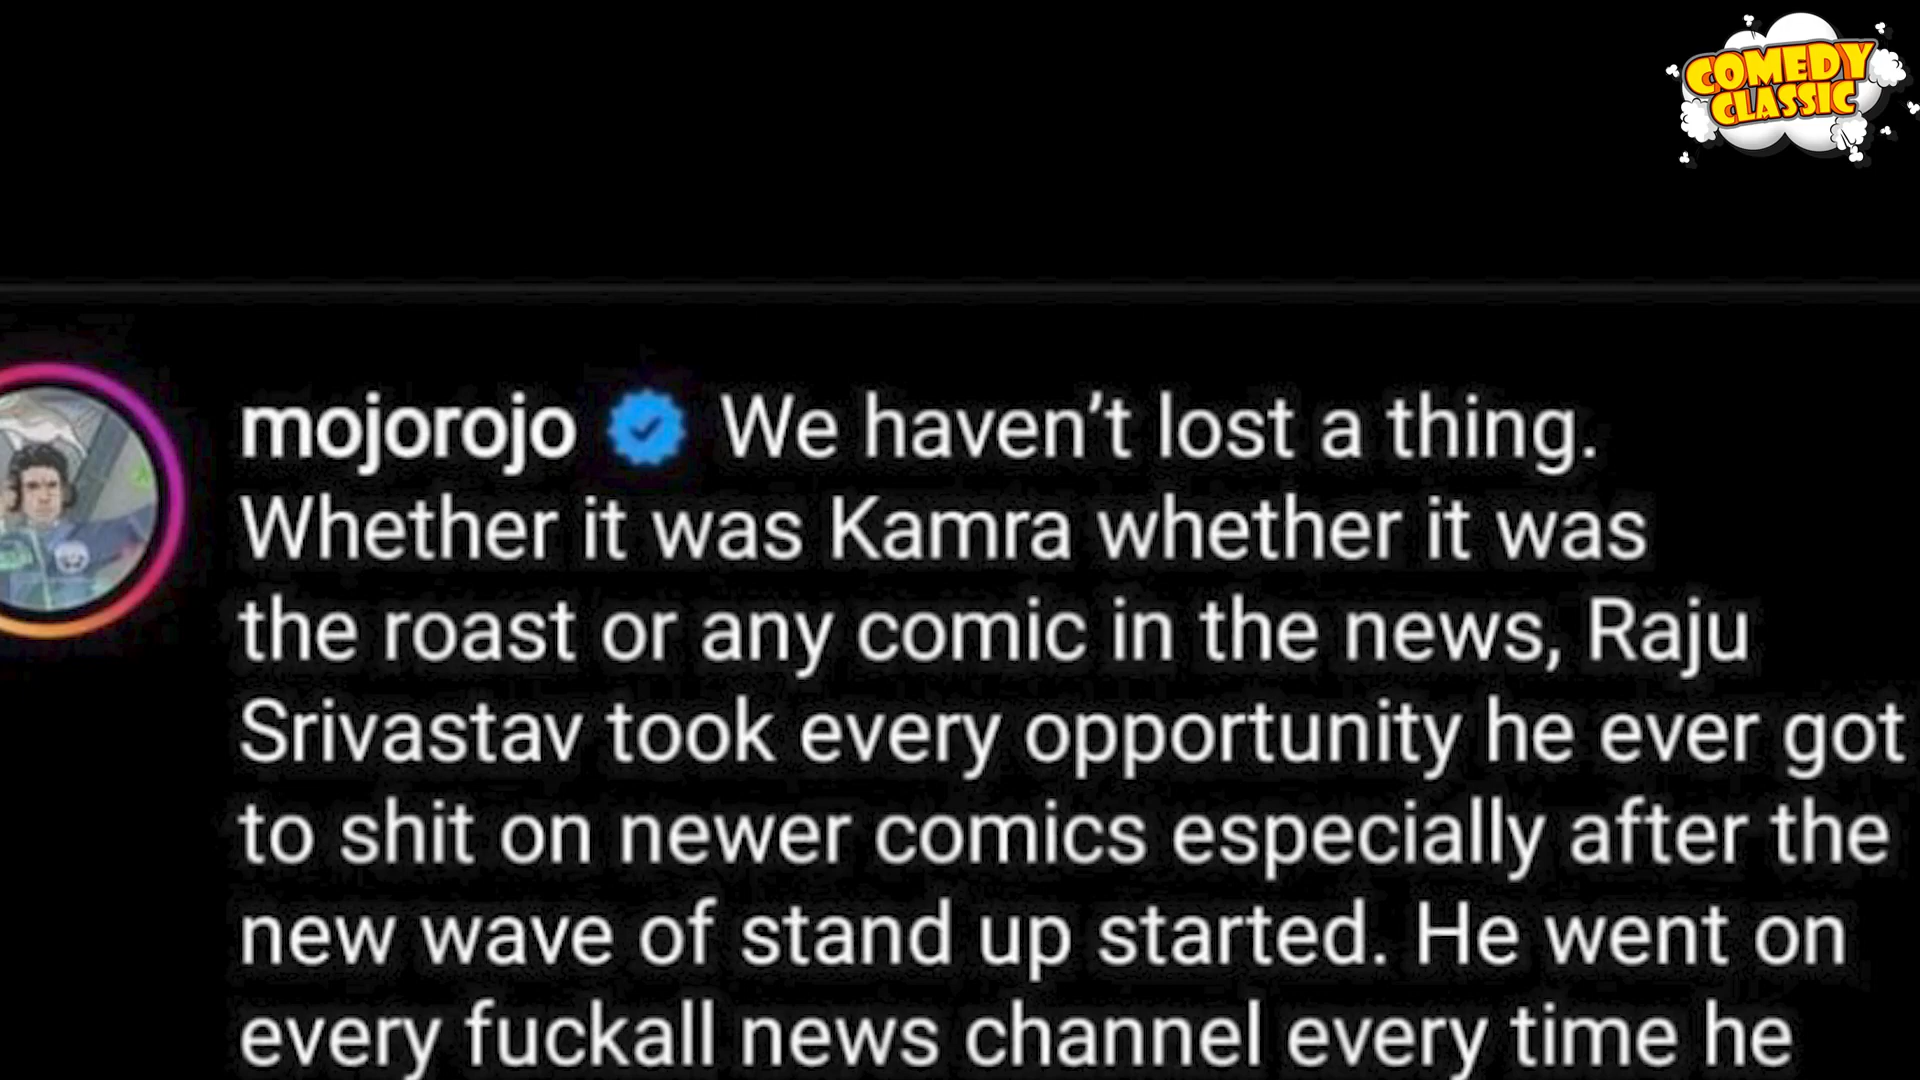 COMEDY
CLASSIC
mojorojo We haven't lost a thing.
Whether it was Kamra whether it was
the roast or any comic in the news, Raju
Srivastav took every opportunity he ever got
to shit on newer comics especially after the
new wave of stand up started. He went on
every fuckall news channel every time he